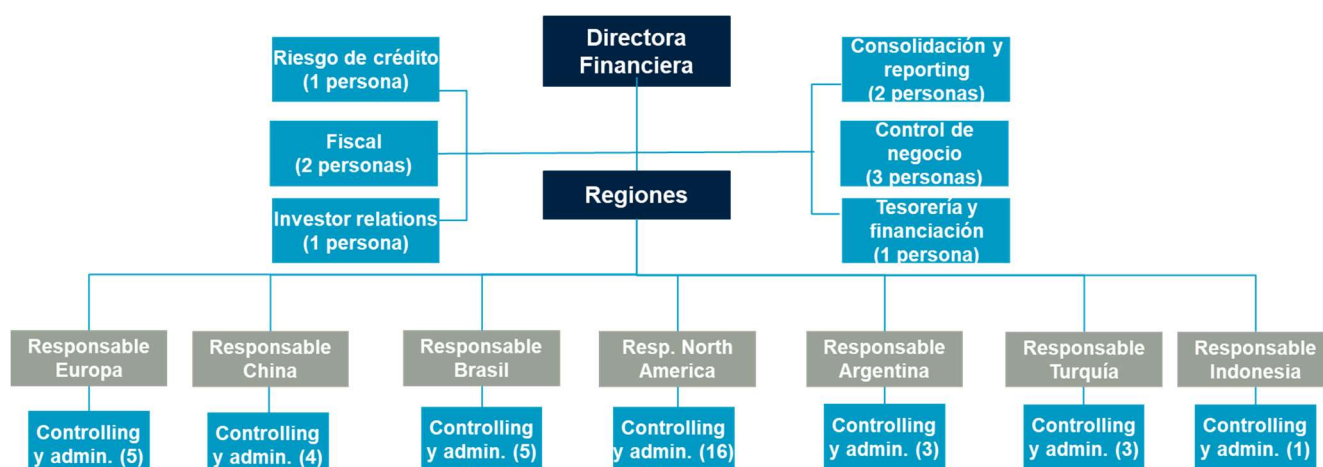 Directora
Financiera
Riesgo de crédito
(1 persona)
Fiscal
(2 personas)
Investor relations
(1 persona)
Consolidación y
reporting
(2 personas)
Control de
negocio
(3 personas)
Tesorería y
financiación
(1 persona)
Regiones
Responsable
Europa
Responsable
China
Responsable
Brasil
Resp. North
America
Responsable
Argentina
Responsable
Turquía
Responsable
Indonesia
Controlling
y admin. (5)
Controlling
y admin. (4)
Controlling
y admin. (5)
Controlling
y admin. (16)
Controlling
y admin. (3)
Controlling
y admin. (3)
Controlling
y admin. (1)